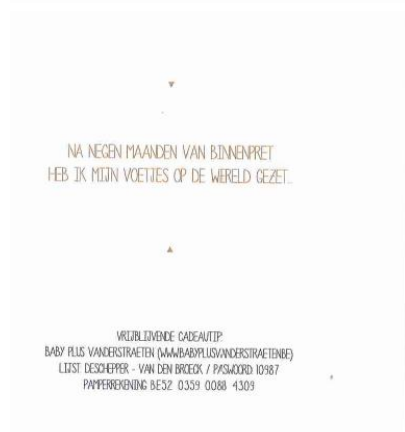 NA NEGEN MAANDEN VAN BINNENPRET
HEB IK MIJN VOETJES OP DE WERELD GEZET...
VRIJBLIJVENDE CADEAUTIP:
BABY PLUS VANDERSTRAETEN (WWW.BABYPLUSVANDERSTRAETEN.BE)
LIJST DESCHEPPER - VAN DEN BROECK / PASWOORD 10987
PAMPERREKENING BE52 0359 0088 4309